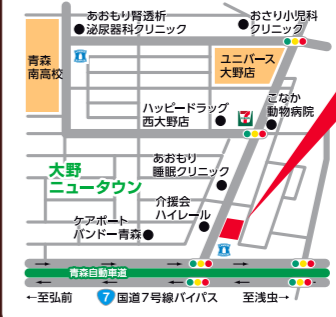 あおもり腎透析
泌尿器科クリニック
おさり小児科
クリニック
青森
南高校
ユニバース
大野店
ハッピードラッグ
西大野店
7
こなか
動物病院
大野
ニュータウン
あおもり
睡眠クリニック
介援会
ハイレール
ケアポート
パンドー青森
青森自動車道
←至弘前
7
国道7号線バイパス
至浅虫→